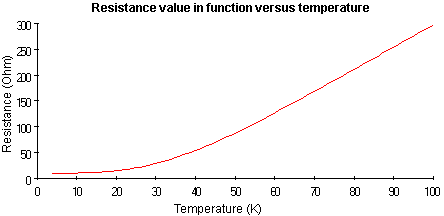 Resistance value in function versus temperature
Resistance (Ohm)
300
250
200
150
100
50
0
0 10 20 30 40 50 60 70 80 90 100
Temperature (K)